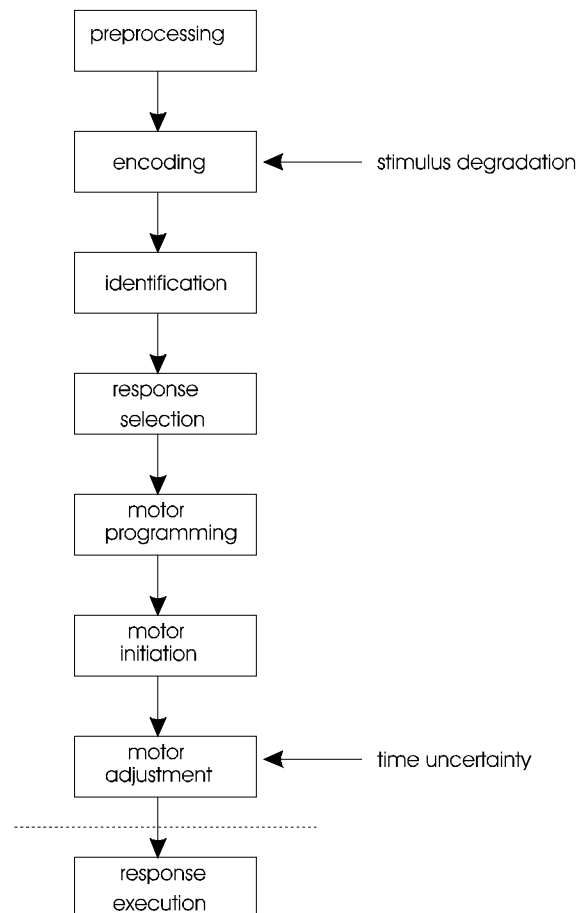 preprocessing
encoding
stimulus degradation
identification
response
selection
motor
programming
motor
initiation
motor
adjustment
time uncertainty
response
execution